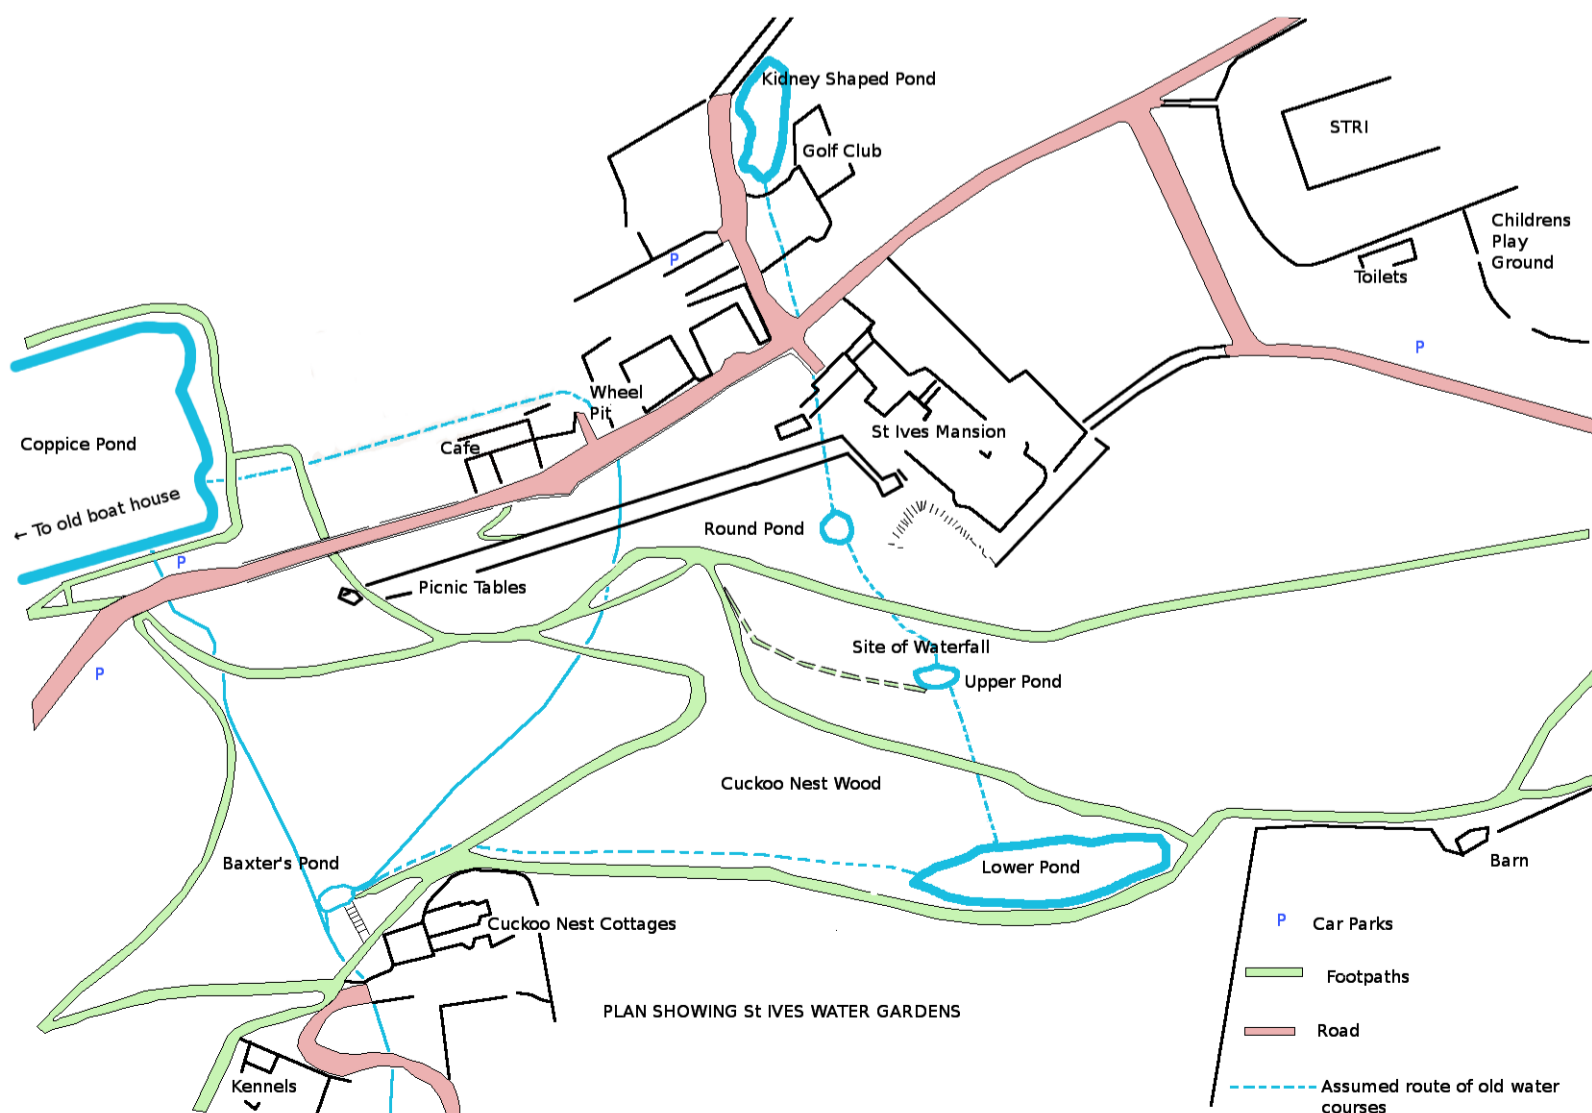 Kidney Shaped Pond
Golf Club
STRI
Childrens
Play
Ground
Toilets
P
P
Wheel
Pit
Cafe
St Ives Mansion
Coppice Pond
← To old boat house
Round Pond
P
Picnic Tables
Site of Waterfall
Upper Pond
P
Cuckoo Nest Wood
Baxter's Pond
Lower Pond
Barn
Cuckoo Nest Cottages
P Car Parks
Footpaths
PLAN SHOWING St IVES WATER GARDENS
Road
Kennels
Assumed route of old water
courses